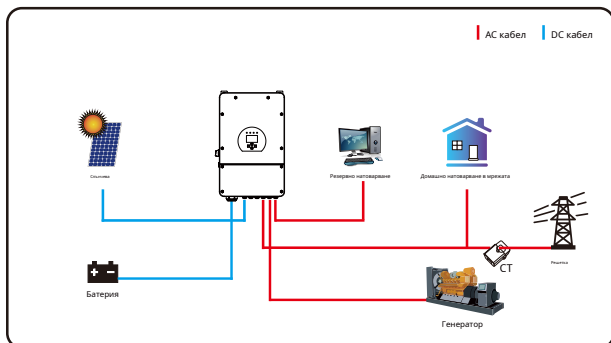 AC кабел DC кабел
Слънчева
Резервно натоварване
Домашно натоварване в мрежата
CT
Решетка
Батерия
Генератор